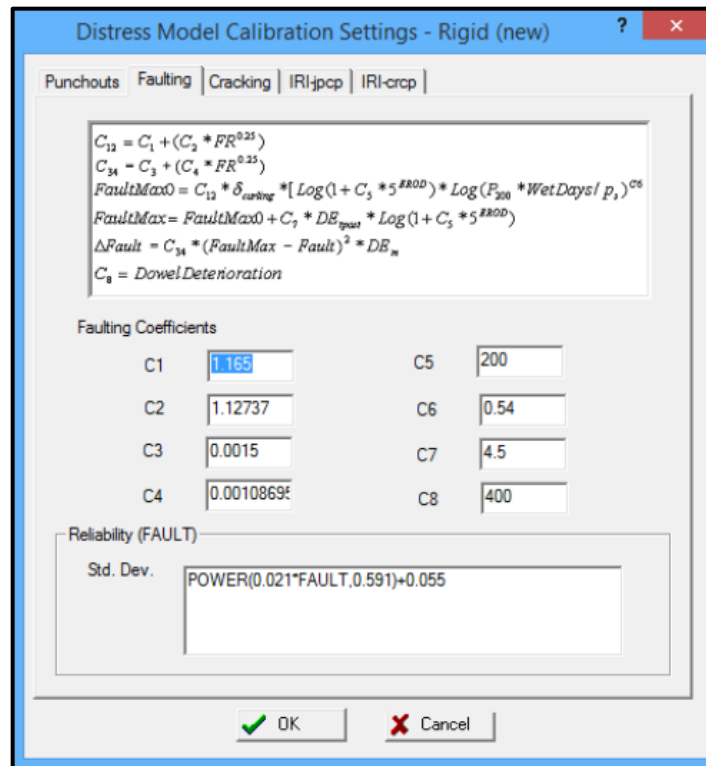 Distress Model Calibration Settings - Rigid (new) ? ×
Punchouts Faulting Cracking IRI-jpcp IRI-crcp
C₁₂ = C₁ + (C₂ * FR^0.25)
C₃₄ = C₃ + (C₄ * FR^0.25)
FaultMax0 = C₁₂ * δ_curling * [ Log(1 + C₅ * 5^EROD) * Log(P₂₀₀ * WetDays / p_s)^C6
FaultMax = FaultMax0 + C₇ * DE * Log(1 + C₅ * 5^EROD)
ΔFault = C₃₄ * (FaultMax − Fault)² * DE
C₈ = DowelDeterioration
Faulting Coefficients
C1 1.165 C5 200
C2 1.12737 C6 0.54
C3 0.0015 C7 4.5
C4 0.00108695 C8 400
Reliability (FAULT)
Std. Dev. POWER(0.021*FAULT,0.591)+0.055
OK Cancel